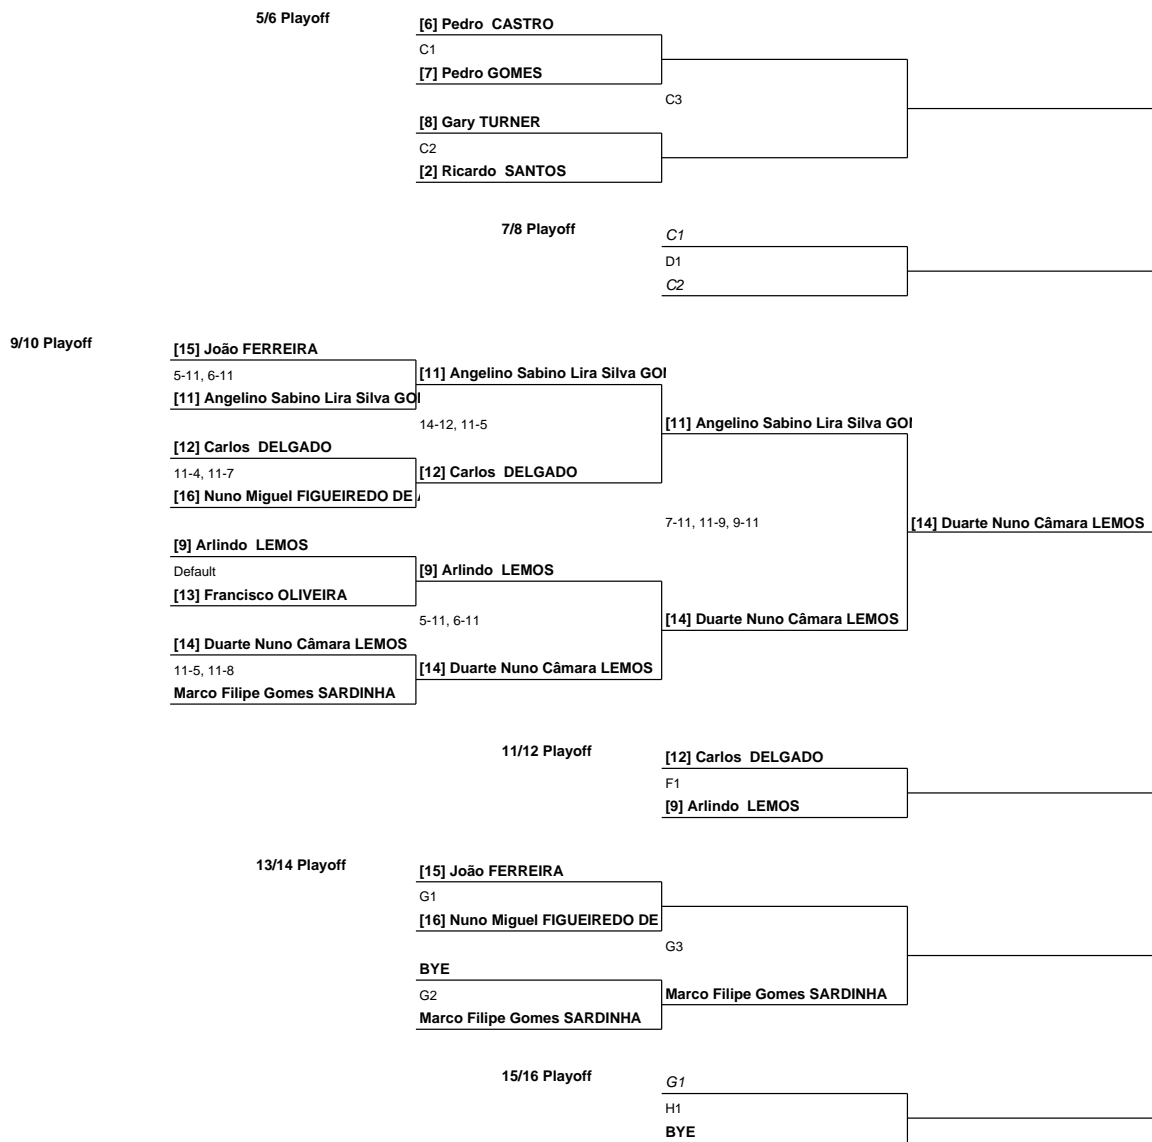 5/6 Playoff
[6] Pedro CASTRO
C1
[7] Pedro GOMES
C3
[8] Gary TURNER
C2
[2] Ricardo SANTOS
7/8 Playoff
C1
D1
C2
9/10 Playoff
[15] João FERREIRA
5-11, 6-11
[11] Angelino Sabino Lira Silva GO
[11] Angelino Sabino Lira Silva GO
14-12, 11-5
[11] Angelino Sabino Lira Silva GO
[12] Carlos DELGADO
11-4, 11-7
[12] Carlos DELGADO
[16] Nuno Miguel FIGUEIREDO DE
7-11, 11-9, 9-11
[14] Duarte Nuno Câmara LEMOS
[9] Arlindo LEMOS
Default
[9] Arlindo LEMOS
[13] Francisco OLIVEIRA
5-11, 6-11
[14] Duarte Nuno Câmara LEMOS
[14] Duarte Nuno Câmara LEMOS
11-5, 11-8
[14] Duarte Nuno Câmara LEMOS
Marco Filipe Gomes SARDINHA
11/12 Playoff
[12] Carlos DELGADO
F1
[9] Arlindo LEMOS
13/14 Playoff
[15] João FERREIRA
G1
[16] Nuno Miguel FIGUEIREDO DE
G3
BYE
G2
Marco Filipe Gomes SARDINHA
Marco Filipe Gomes SARDINHA
15/16 Playoff
G1
H1
BYE